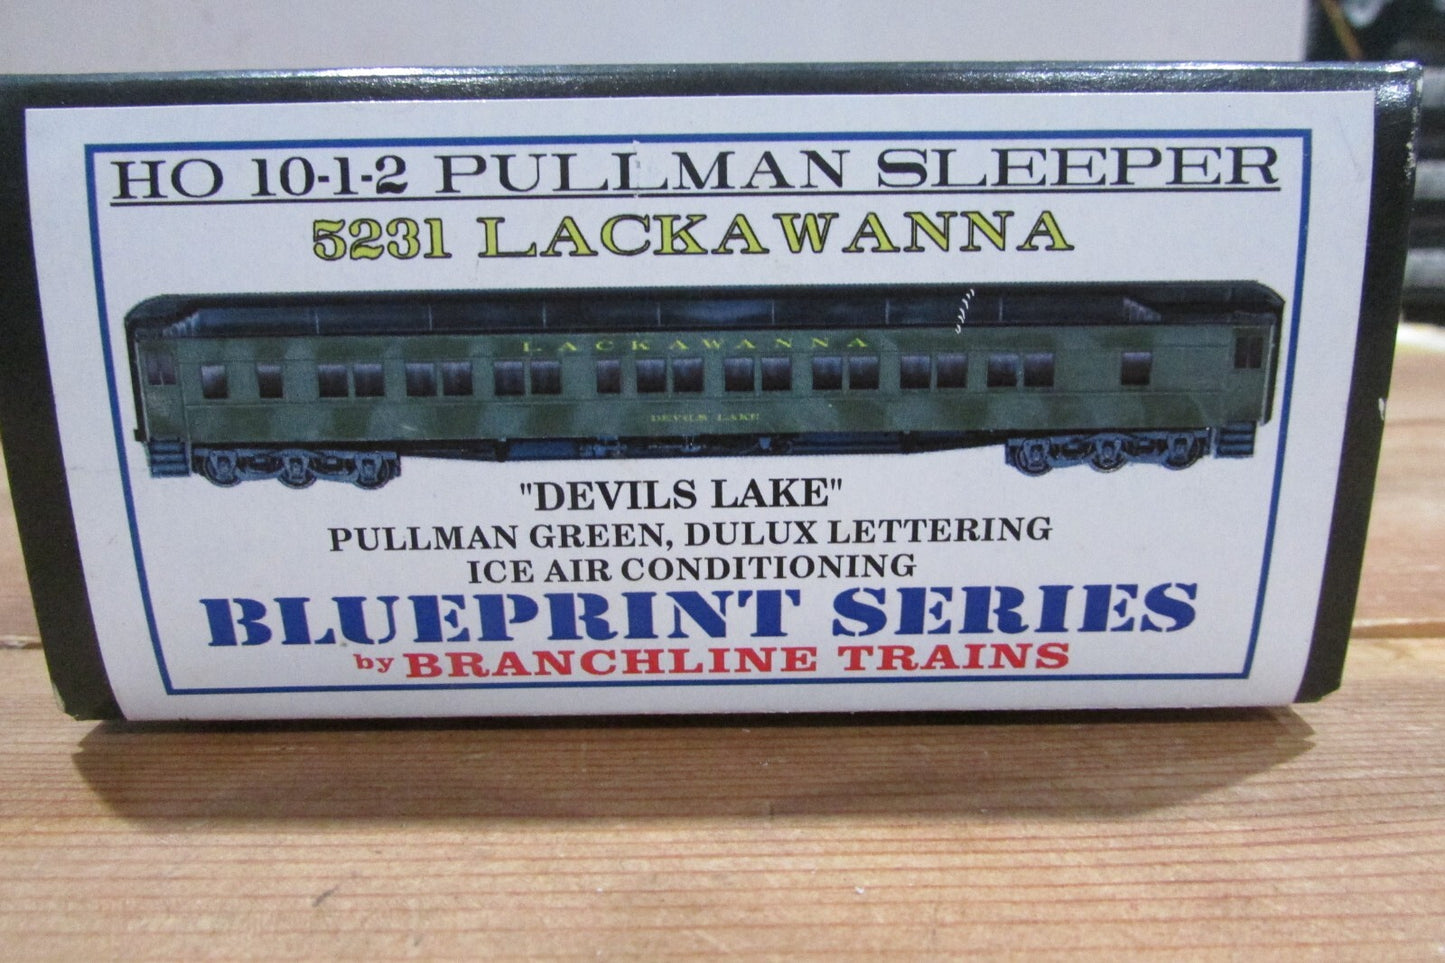 HO 10-1-2 PULLMAN SLEEPER
5231 LACKAWANNA
LACKAWANNA
DEVILS LAKE
"DEVILS LAKE"
PULLMAN GREEN, DULUX LETTERING
ICE AIR CONDITIONING
BLUEPRINT SERIES
by BRANCHLINE TRAINS